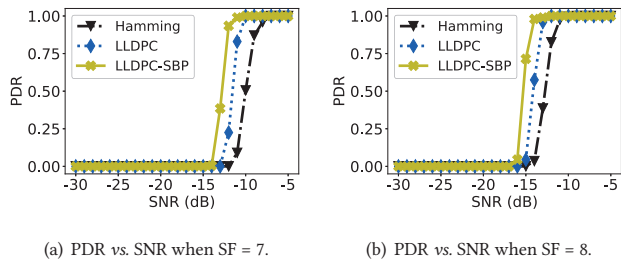 1.00
0.75
0.50
0.25
0.00
PDR
Hamming
LLDPC
LLDPC-SBP
-30 -25 -20 -15 -10 -5
SNR (dB)
(a) PDR vs. SNR when SF = 7.
1.00
0.75
0.50
0.25
0.00
PDR
Hamming
LLDPC
LLDPC-SBP
-30 -25 -20 -15 -10 -5
SNR (dB)
(b) PDR vs. SNR when SF = 8.